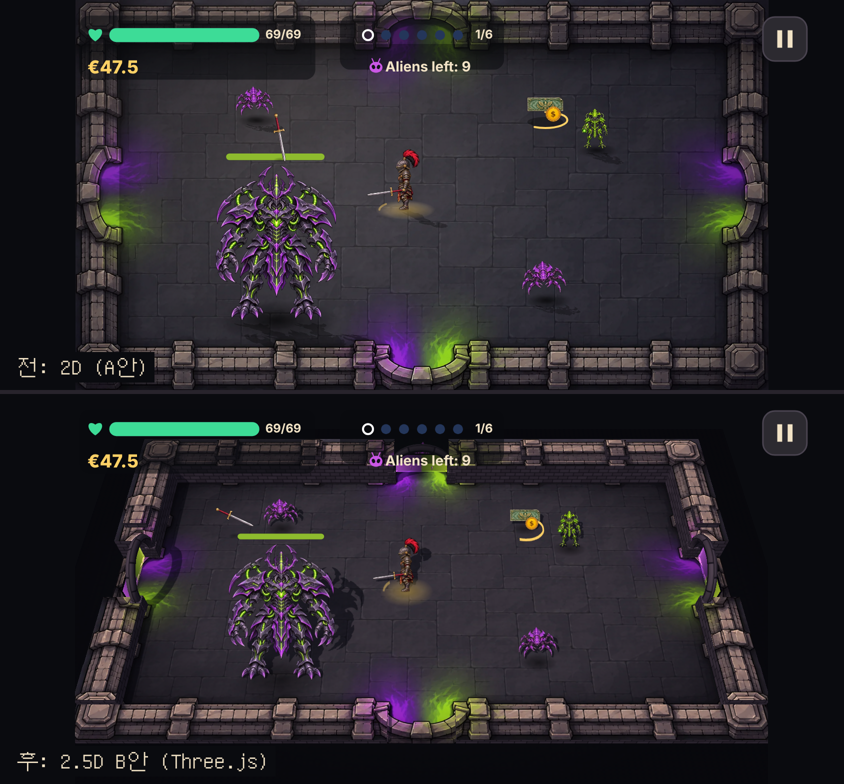 69/69
1/6
€47.5
Aliens left: 9
전: 2D (A안)
69/69
1/6
€47.5
Aliens left: 9
후: 2.5D B안 (Three.js)